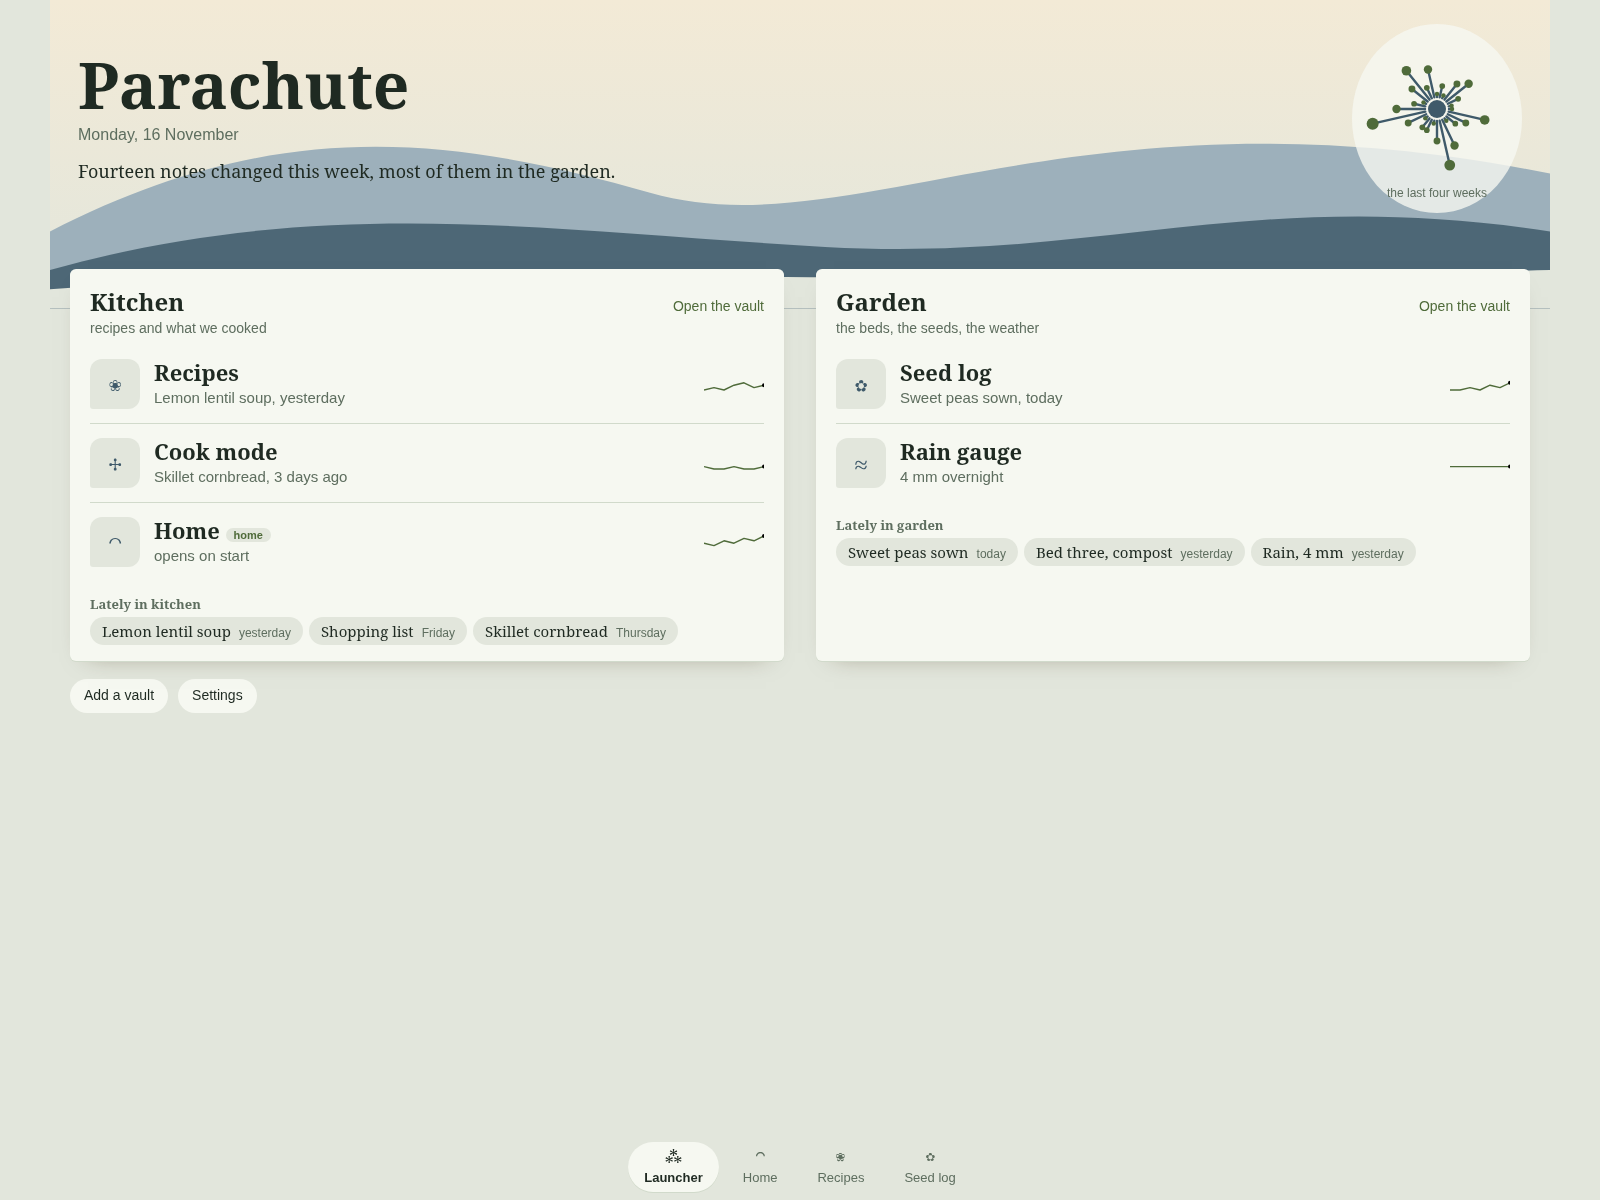 Parachute
Monday, 16 November
Fourteen notes changed this week, most of them in the garden.
the last four weeks
Kitchen
Open the vault
recipes and what we cooked
Recipes
Lemon lentil soup, yesterday
Cook mode
Skillet cornbread, 3 days ago
Home home
opens on start
Lately in kitchen
Lemon lentil soup yesterday Shopping list Friday Skillet cornbread Thursday
Garden
Open the vault
the beds, the seeds, the weather
Seed log
Sweet peas sown, today
Rain gauge
4 mm overnight
Lately in garden
Sweet peas sown today Bed three, compost yesterday Rain, 4 mm yesterday
Add a vault Settings
Launcher Home Recipes Seed log